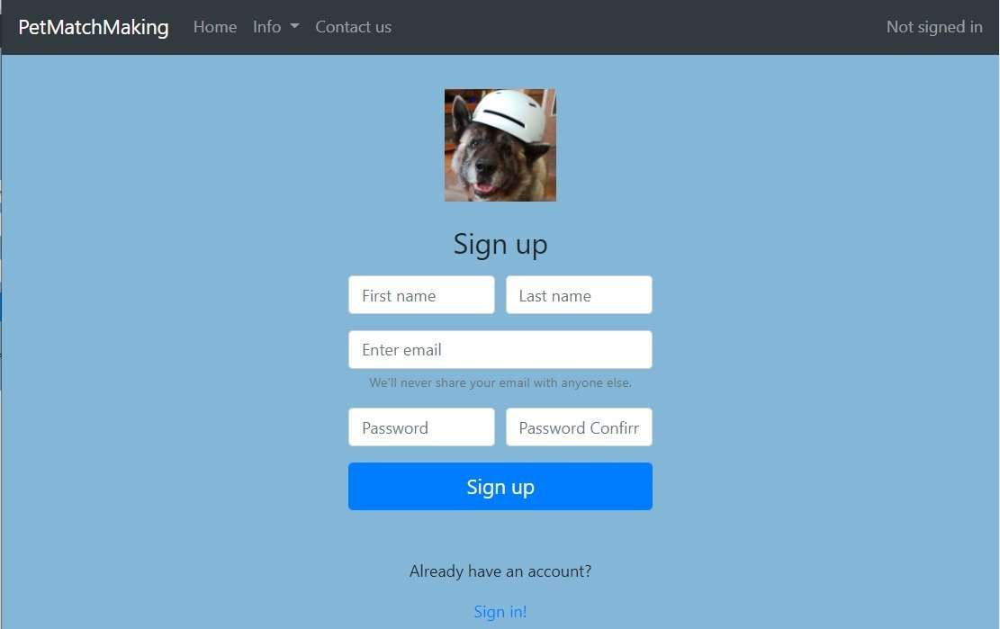 PetMatchMaking Home Info Contact us Not signed in
Sign up
First name Last name
Enter email
We'll never share your email with anyone else.
Password Password Confirr
Sign up
Already have an account?
Sign in!